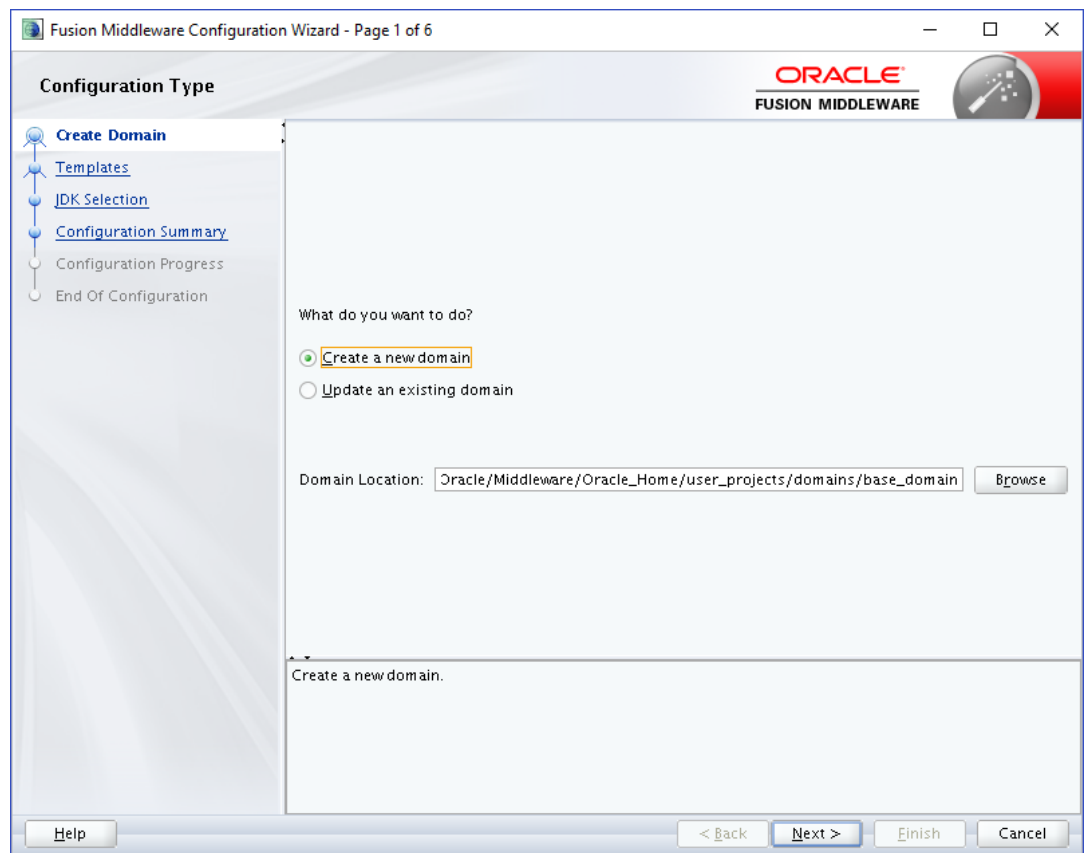 Fusion Middleware Configuration Wizard - Page 1 of 6
Configuration Type
ORACLE
FUSION MIDDLEWARE
Create Domain
Templates
JDK Selection
Configuration Summary
Configuration Progress
End Of Configuration
What do you want to do?
Create a new domain
Update an existing domain
Domain Location: Oracle/Middleware/Oracle_Home/user_projects/domains/base_domain Browse
Create a new domain.
Help < Back Next > Finish Cancel